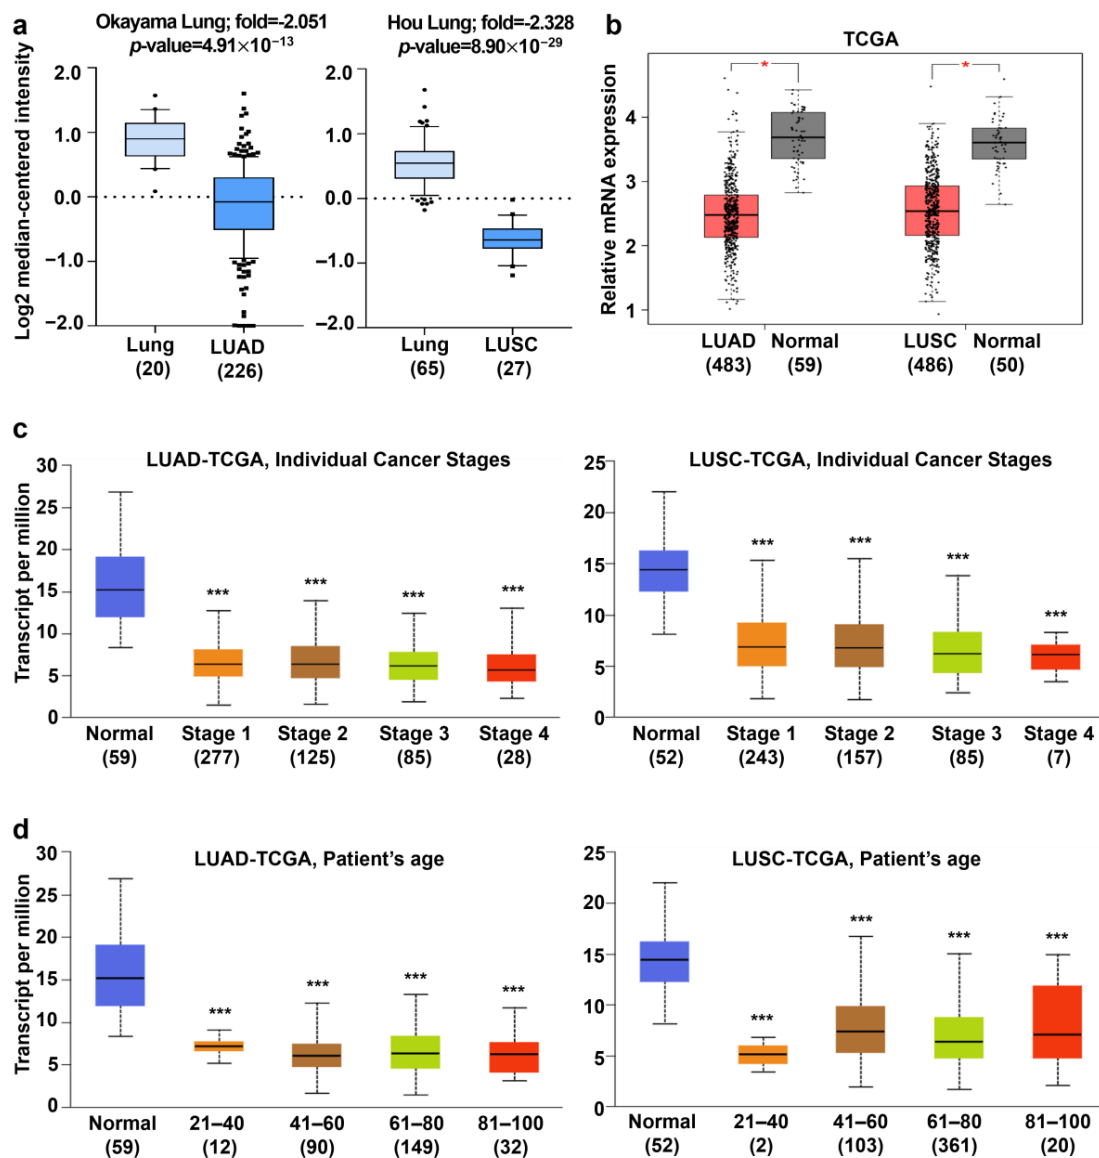 a
Okayama Lung; fold=-2.051
p-value=4.91×10−13
Hou Lung; fold=-2.328
p-value=8.90×10−29
Log2 median-centered intensity
2.0
1.0
0.0
−1.0
−2.0
Lung
(20)
LUAD
(226)
2.0
1.0
0.0
−1.0
−2.0
Lung
(65)
LUSC
(27)
b
TCGA
Relative mRNA expression
4
3
2
1
*
*
LUAD
(483)
Normal
(59)
LUSC
(486)
Normal
(50)
c
LUAD-TCGA, Individual Cancer Stages
Transcript per million
30
25
20
15
10
5
0
***
***
***
***
Normal
(59)
Stage 1
(277)
Stage 2
(125)
Stage 3
(85)
Stage 4
(28)
LUSC-TCGA, Individual Cancer Stages
25
20
15
10
5
0
***
***
***
***
Normal
(52)
Stage 1
(243)
Stage 2
(157)
Stage 3
(85)
Stage 4
(7)
d
LUAD-TCGA, Patient's age
Transcript per million
30
25
20
15
10
5
0
***
***
***
***
Normal
(59)
21–40
(12)
41–60
(90)
61–80
(149)
81–100
(32)
LUSC-TCGA, Patient's age
25
20
15
10
5
0
***
***
***
***
Normal
(52)
21–40
(2)
41–60
(103)
61–80
(361)
81–100
(20)